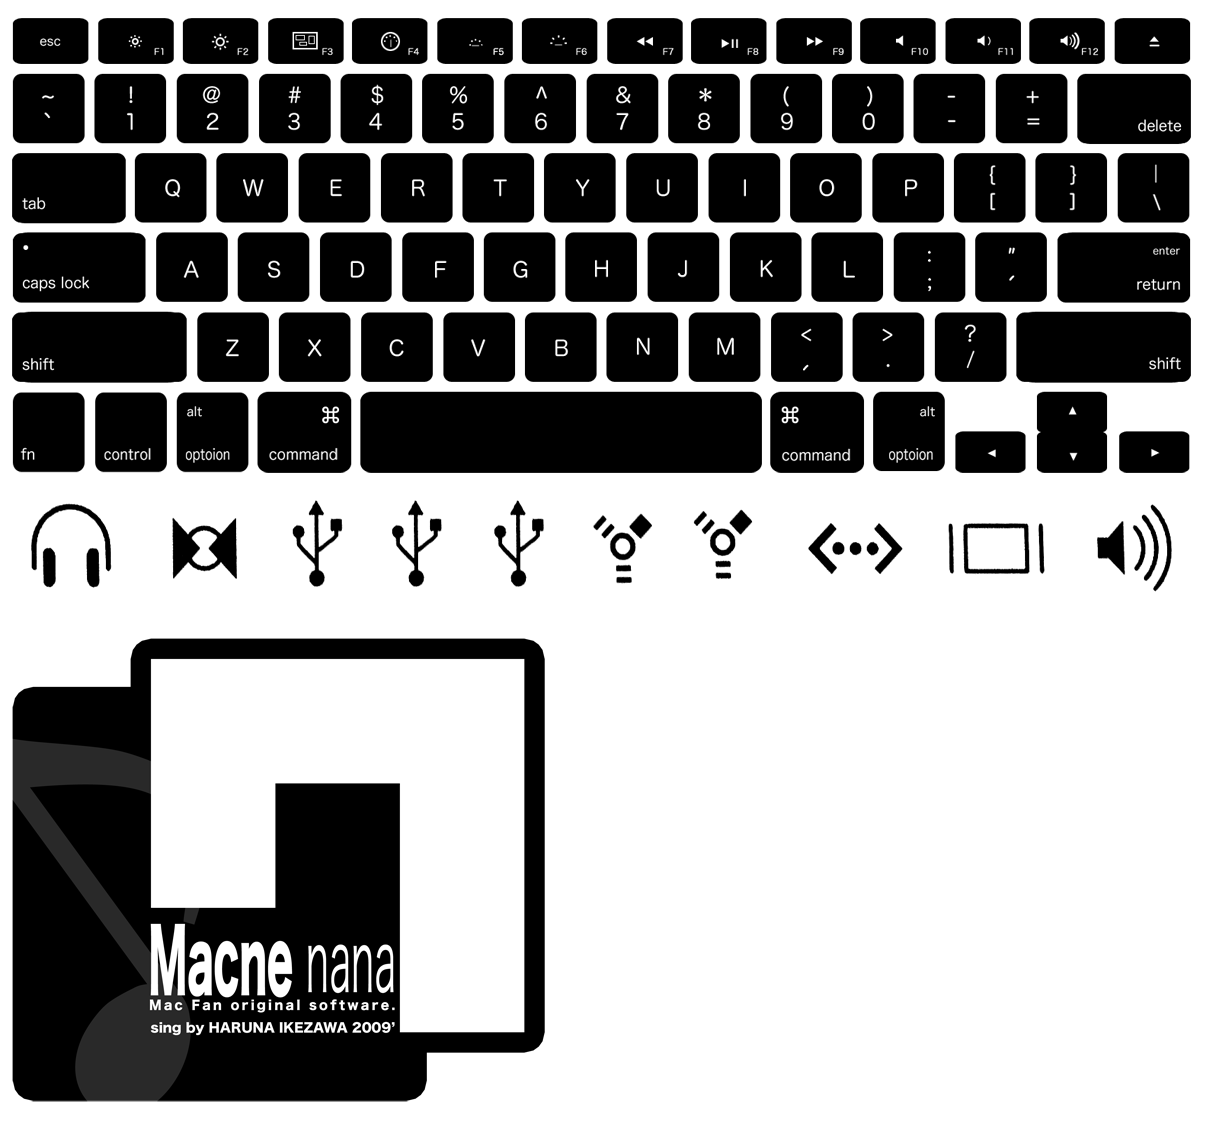 esc F1 F2 F3 F4 F5 F6 F7 F8 F9 F10 F11 F12
~ ! @ # $ % ^ & * ( ) - +
` 1 2 3 4 5 6 7 8 9 0 - = delete
tab Q W E R T Y U I O P { } |
[ ] \
caps lock A S D F G H J K L : " enter
; ´ return
shift Z X C V B N M < > ? shift
, . /
alt ⌘ ⌘ alt ▲
fn control optoion command command optoion ◀ ▼ ▶
Macne nana
Mac Fan original software.
sing by HARUNA IKEZAWA 2009'